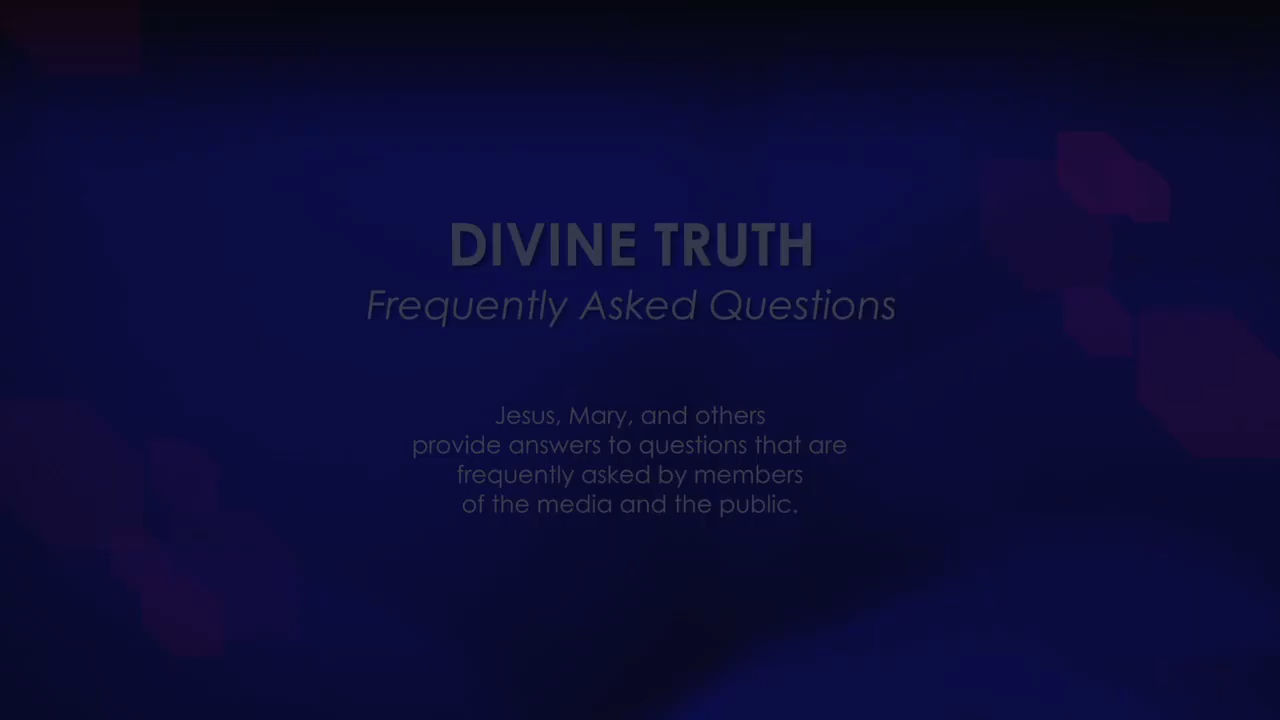 DIVINE TRUTH
Frequently Asked Questions
Jesus, Mary, and others
provide answers to questions that are
frequently asked by members
of the media and the public.